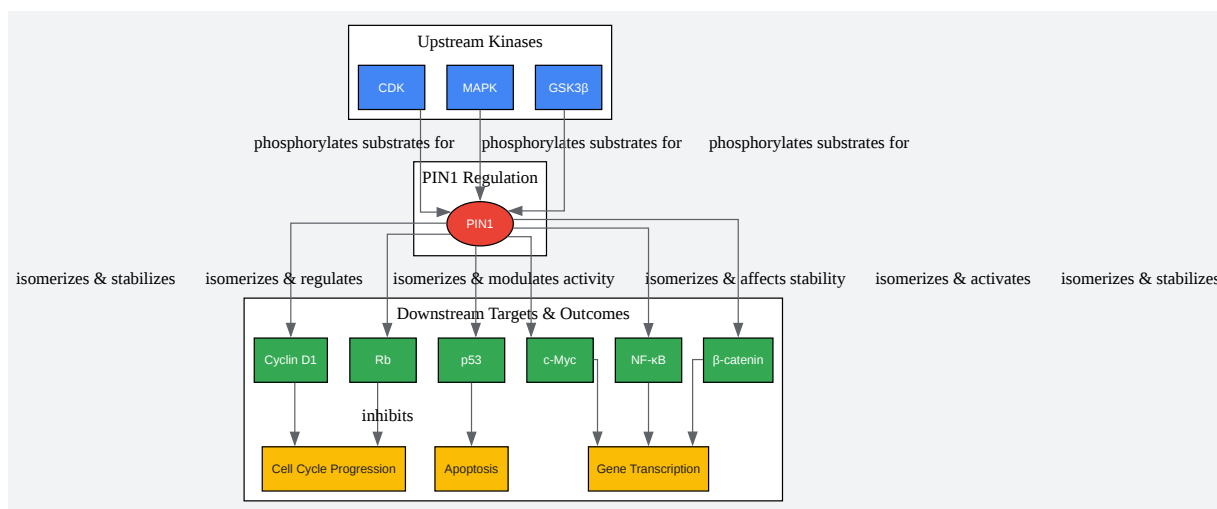 Upstream Kinases
CDK
MAPK
GSK3β
phosphorylates substrates for
phosphorylates substrates for
phosphorylates substrates for
PIN1 Regulation
PIN1
isomerizes & stabilizes
isomerizes & regulates
isomerizes & modulates activity
isomerizes & affects stability
isomerizes & activates
isomerizes & stabilizes
Downstream Targets & Outcomes
Cyclin D1
Rb
p53
c-Myc
NF-κB
β-catenin
inhibits
Cell Cycle Progression
Apoptosis
Gene Transcription